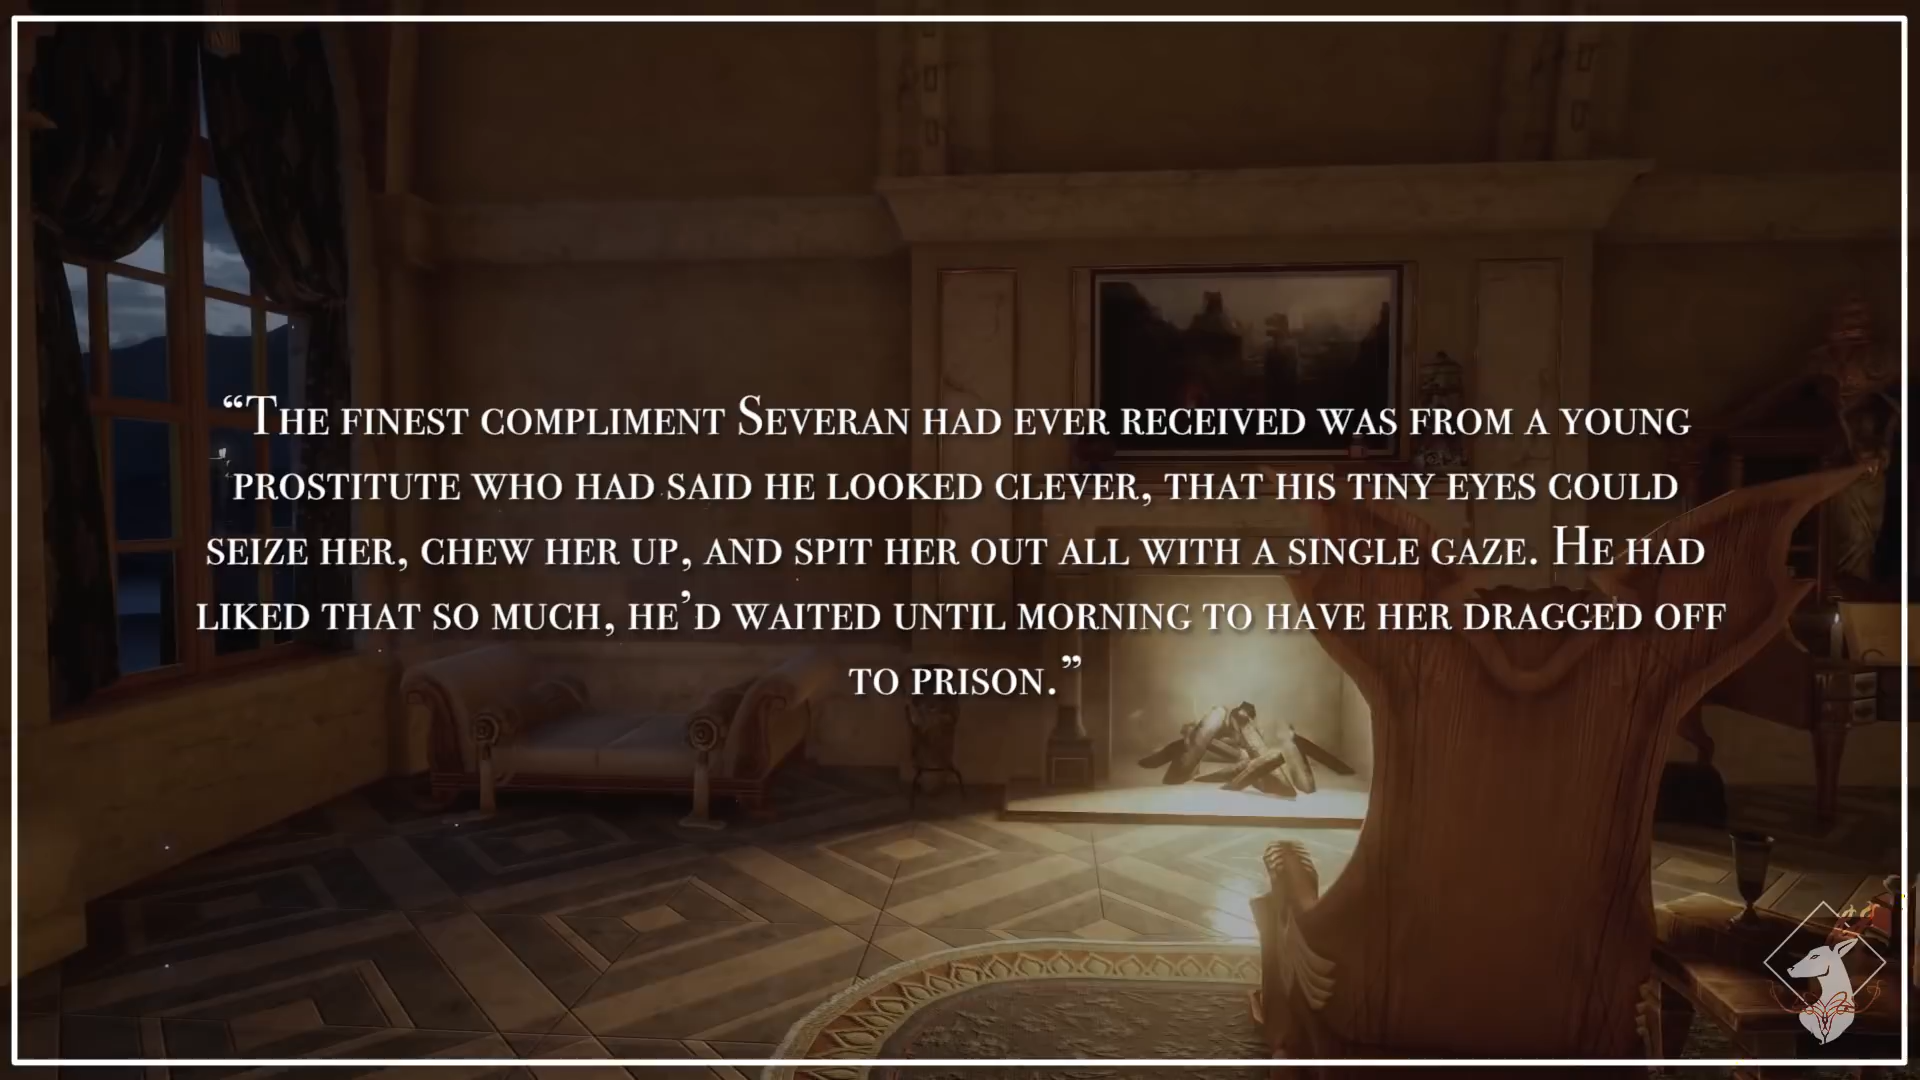 “The finest compliment Severan had ever received was from a young
prostitute who had said he looked clever, that his tiny eyes could
seize her, chew her up, and spit her out all with a single gaze. He had
liked that so much, he’d waited until morning to have her dragged off
to prison.”